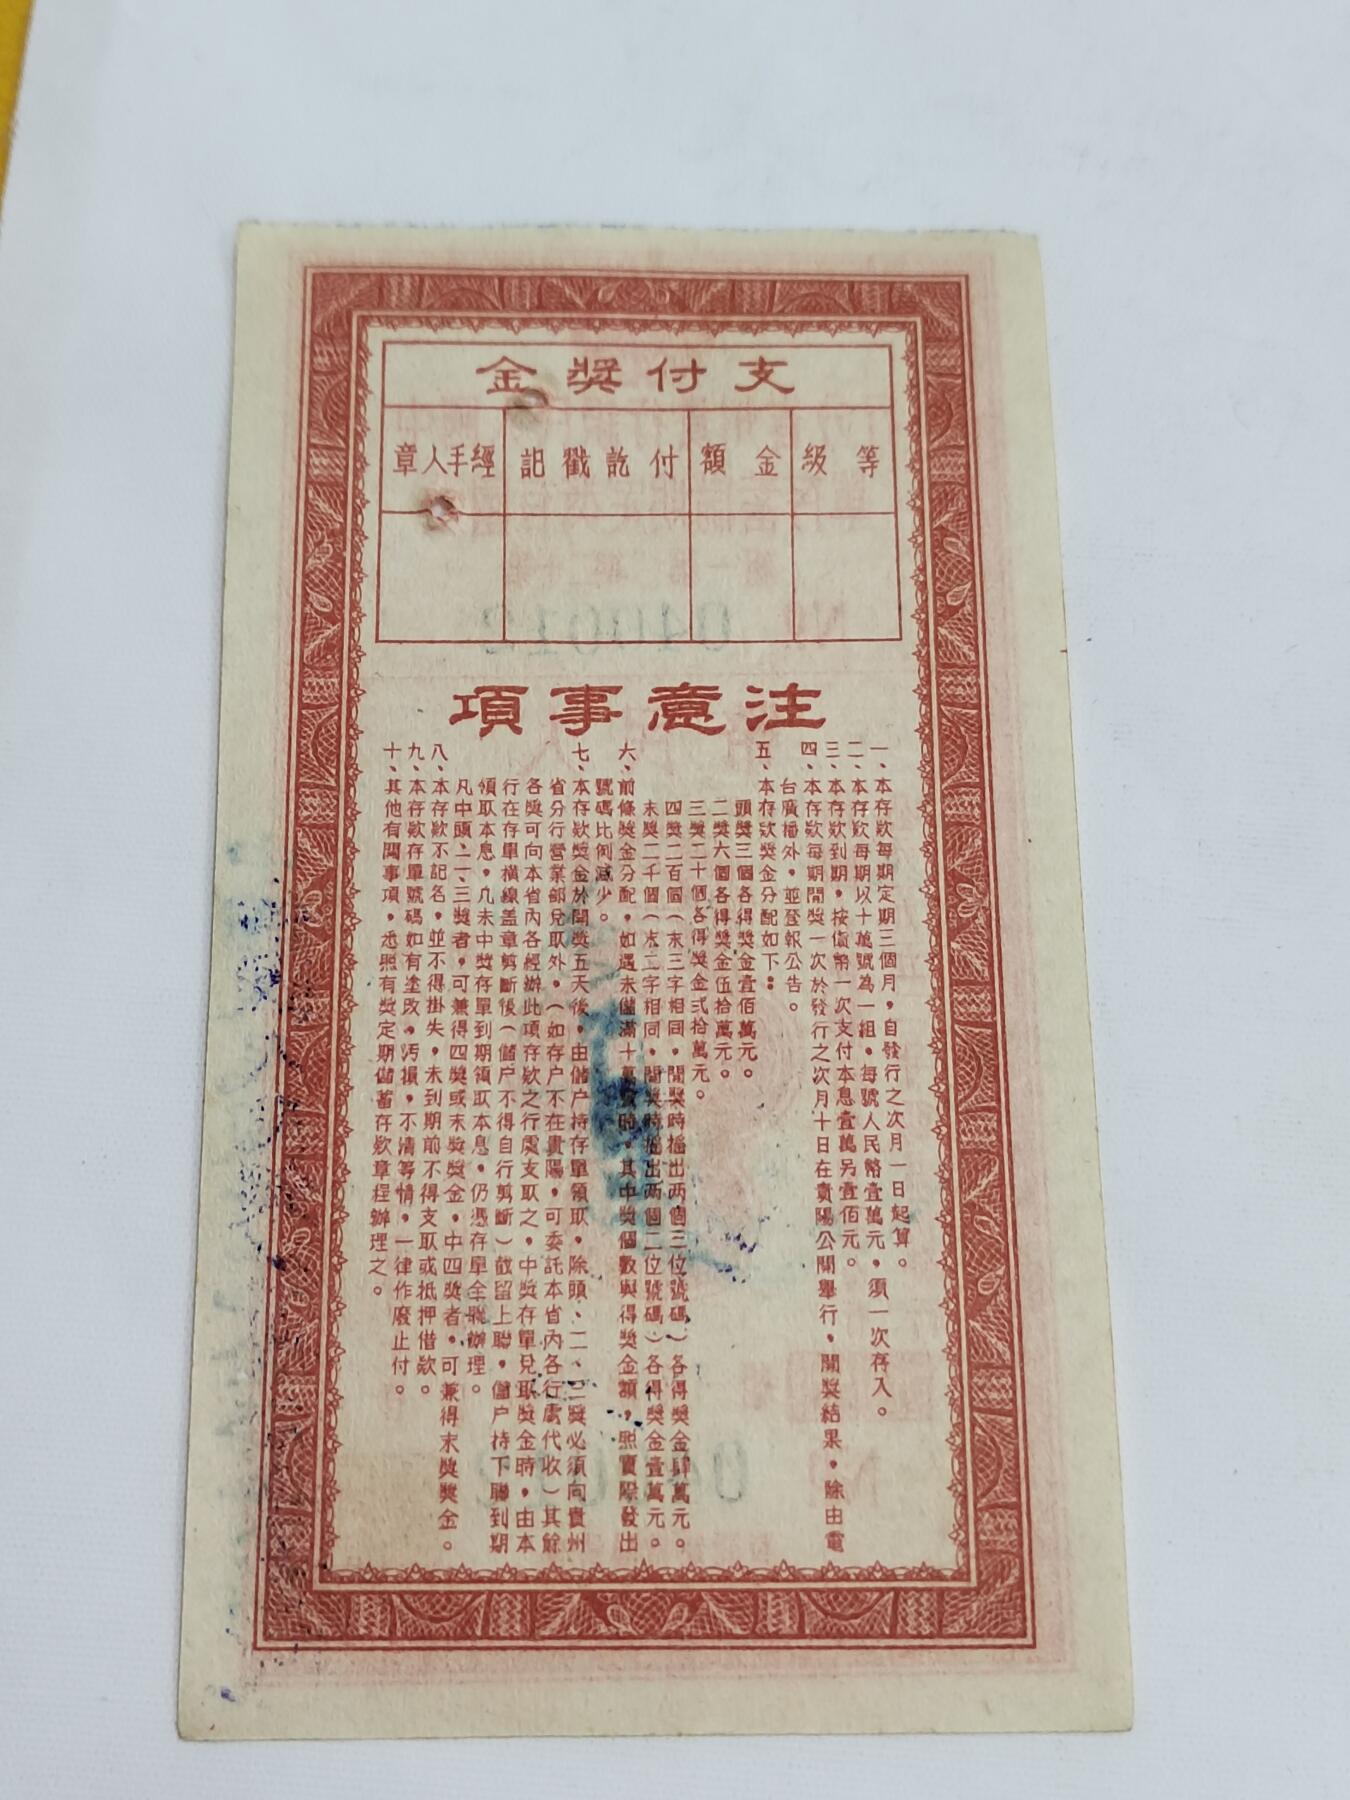 支付獎金
等級
金額
付訖戳記
經手人章
注意事項
一、本存欵每期定期三個月，自發行之次月一日起算。
二、本存欵每期以十萬號為一組，每號人民幣壹萬元，須一次存入。
三、本存欵到期，按貨幣一次支付本息壹萬另壹佰元。
四、本存欵每期開獎一次於發行之次月十日在貴陽公開舉行，開獎結果，除由電
台廣播外，並登報公告。
五、本存欵獎金分配如下：
頭獎三個各得獎金壹佰萬元。
二獎六個各得獎金伍拾萬元。
三獎二十個各得獎金弍拾萬元。
四獎二百個（末三字相同，開獎時搖出两個三位號碼）各得獎金肆萬元。
末獎二千個（末二字相同，開獎時搖出两個二位號碼）各得獎金壹萬元。
六、前條獎金分配，如遇未儲滿十萬號時，其中獎個數與得獎金額，照實際發出
號碼比例減少。
七、本存欵獎金於開獎五天後，由儲户持存單領取，除頭、二、三獎必須向貴州
省分行營業部兌取外，（如存户不在貴陽，可委託本省内各行處代收）其餘
各獎可向本省內各經辦此項存欵之行處支取之，中獎存單兌取獎金時，由本
行在存單橫線盖章剪斷後（儲户不得自行剪斷）截留上聯，儲户持下聯到期
領取本息，凡未中獎存單到期領取本息，仍憑存單全聯辦理。
凡中頭、二、三獎者，可兼得四獎或末獎獎金，中四獎者，可兼得末獎獎金。
八、本存欵不記名，並不得掛失，未到期前不得支取或抵押借欵。
九、本存欵存單號碼如有塗改，污損，不清等情，一律作廢止付。
十、其他有關事項，悉照有獎定期儲蓄存欵章程辦理之。